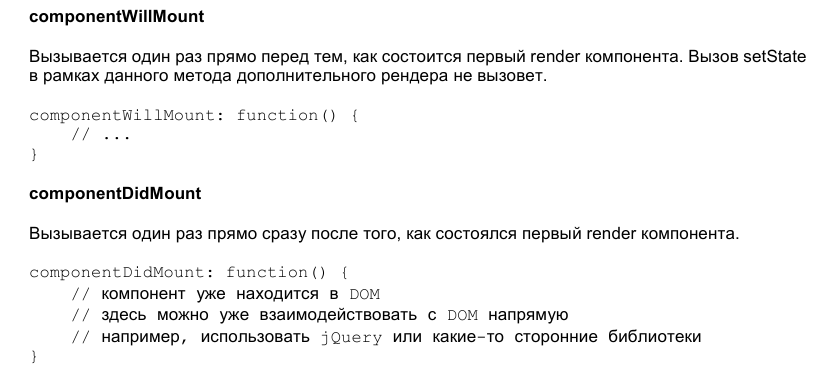 componentWillMount
Вызывается один раз прямо перед тем, как состоится первый render компонента. Вызов setState
в рамках данного метода дополнительного рендера не вызовет.
componentWillMount: function() {
    // ...
}
componentDidMount
Вызывается один раз прямо сразу после того, как состоялся первый render компонента.
componentDidMount: function() {
    // компонент уже находится в DOM
    // здесь можно уже взаимодействовать с DOM напрямую
    // например, использовать jQuery или какие-то сторонние библиотеки
}